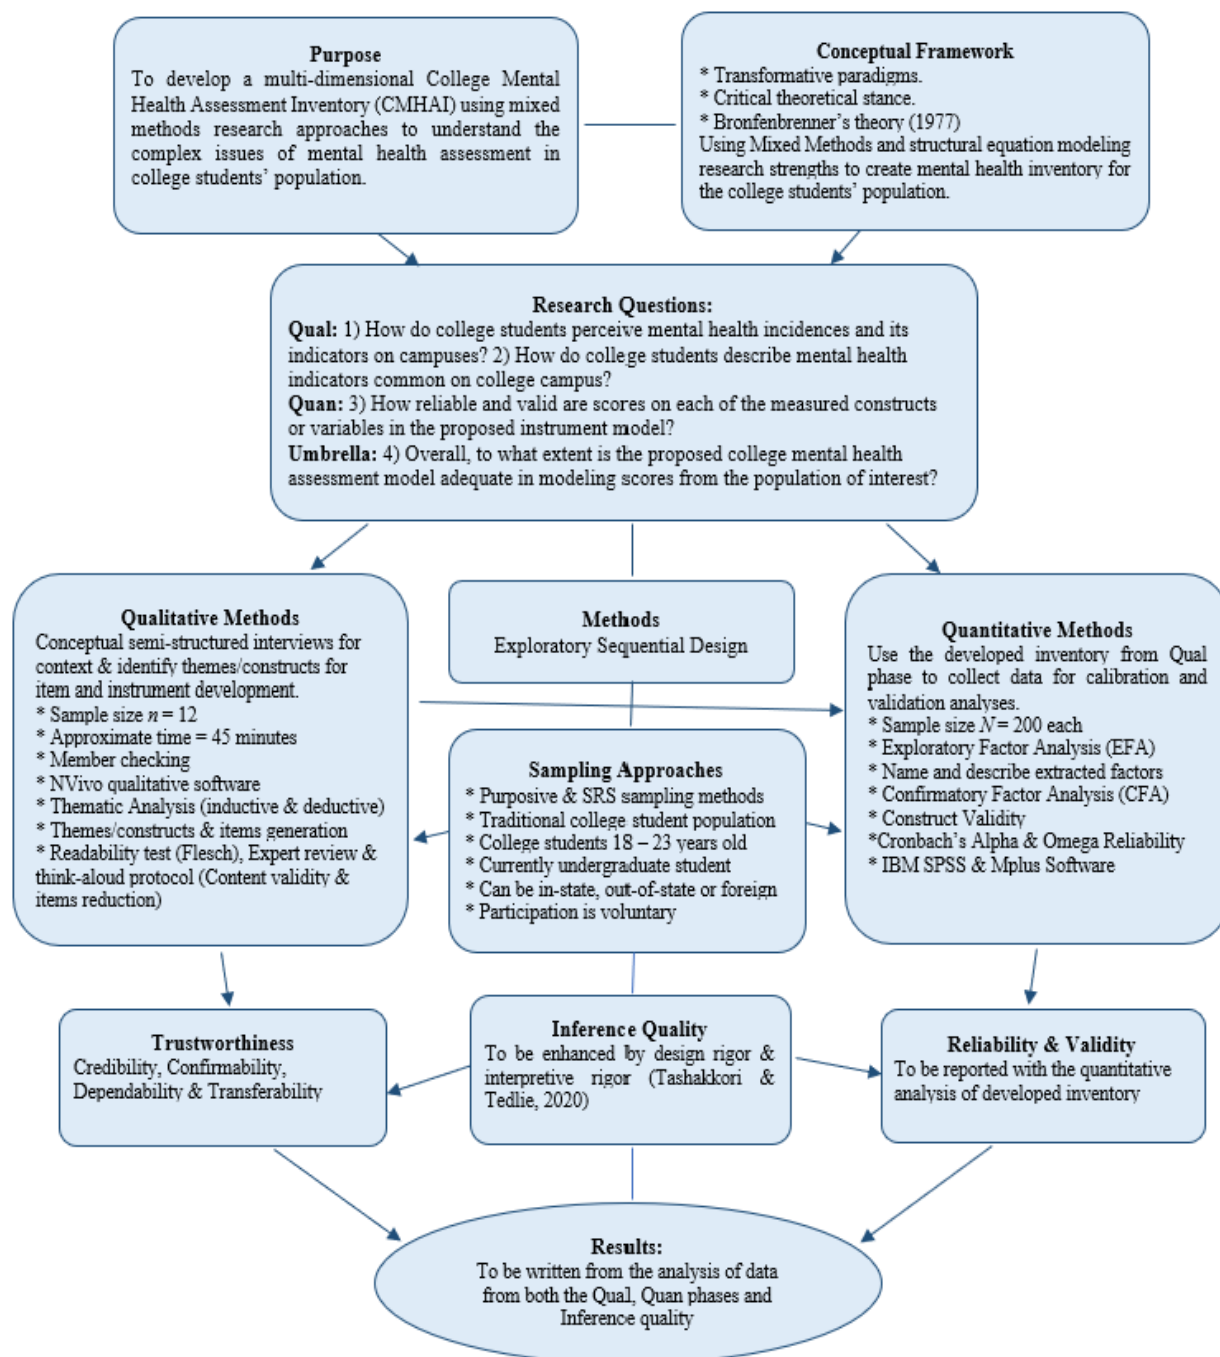 Purpose
To develop a multi-dimensional College Mental
Health Assessment Inventory (CMHAI) using mixed
methods research approaches to understand the
complex issues of mental health assessment in
college students’ population.
Conceptual Framework
* Transformative paradigms.
* Critical theoretical stance.
* Bronfenbrenner’s theory (1977)
Using Mixed Methods and structural equation modeling
research strengths to create mental health inventory for
the college students’ population.
Research Questions:
Qual: 1) How do college students perceive mental health incidences and its
indicators on campuses? 2) How do college students describe mental health
indicators common on college campus?
Quan: 3) How reliable and valid are scores on each of the measured constructs
or variables in the proposed instrument model?
Umbrella: 4) Overall, to what extent is the proposed college mental health
assessment model adequate in modeling scores from the population of interest?
Qualitative Methods
Conceptual semi-structured interviews for
context & identify themes/constructs for
item and instrument development.
* Sample size n = 12
* Approximate time = 45 minutes
* Member checking
* NVivo qualitative software
* Thematic Analysis (inductive & deductive)
* Themes/constructs & items generation
* Readability test (Flesch), Expert review &
think-aloud protocol (Content validity &
items reduction)
Methods
Exploratory Sequential Design
Sampling Approaches
* Purposive & SRS sampling methods
* Traditional college student population
* College students 18 – 23 years old
* Currently undergraduate student
* Can be in-state, out-of-state or foreign
* Participation is voluntary
Quantitative Methods
Use the developed inventory from Qual
phase to collect data for calibration and
validation analyses.
* Sample size N = 200 each
* Exploratory Factor Analysis (EFA)
* Name and describe extracted factors
* Confirmatory Factor Analysis (CFA)
* Construct Validity
*Cronbach’s Alpha & Omega Reliability
* IBM SPSS & Mplus Software
Trustworthiness
Credibility, Confirmability,
Dependability & Transferability
Inference Quality
To be enhanced by design rigor &
interpretive rigor (Tashakkori &
Tedlie, 2020)
Reliability & Validity
To be reported with the quantitative
analysis of developed inventory
Results:
To be written from the analysis of data
from both the Qual, Quan phases and
Inference quality